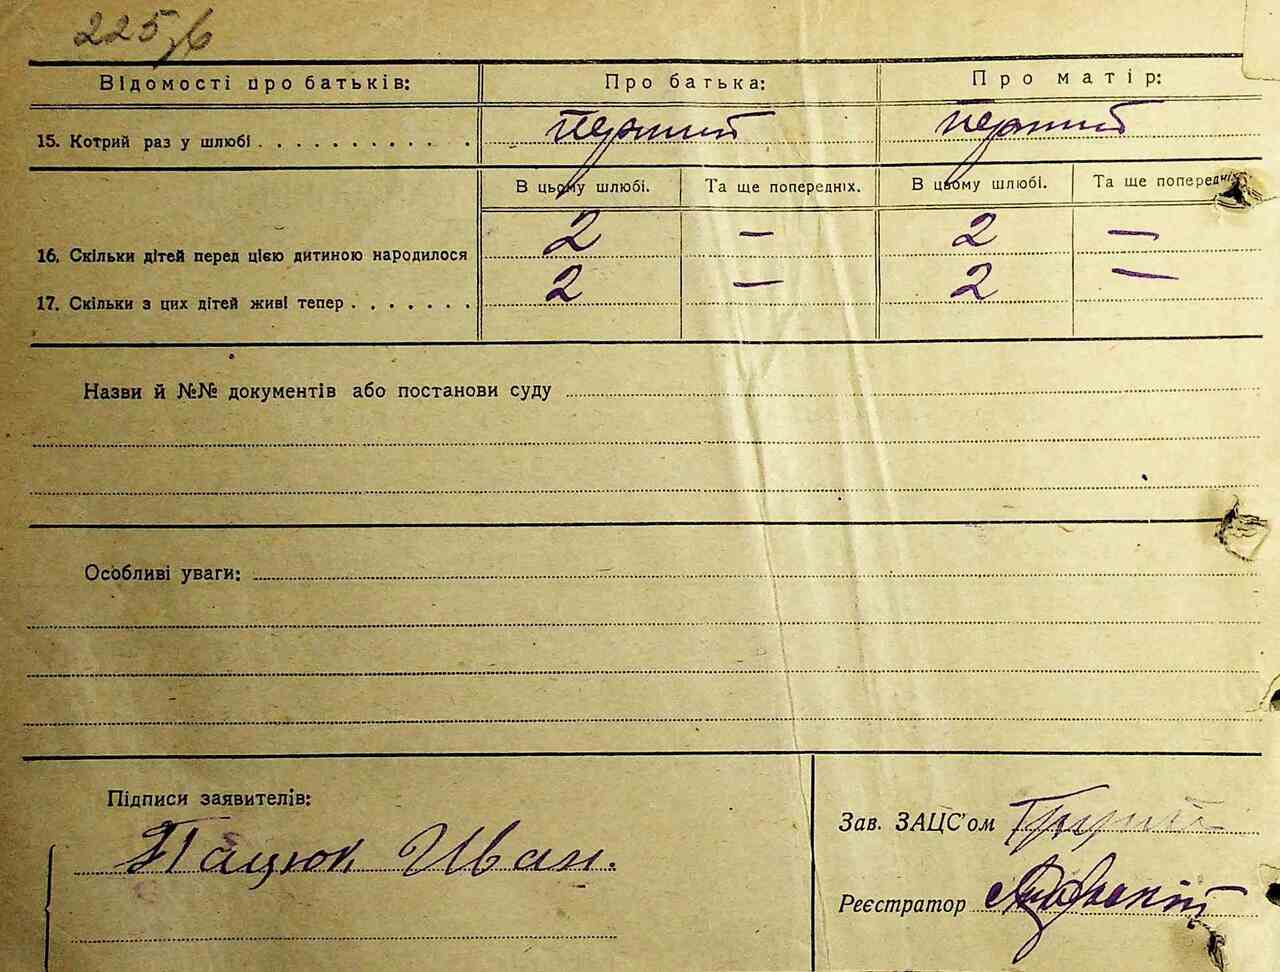 225 зв
Відомості про батьків: Про батька: Про матір:
15. Котрий раз у шлюбі . . . . . . . . . . . перший перший
В цьому шлюбі. Та ще попередніх. В цьому шлюбі. Та ще попередніх.
16. Скільки дітей перед цією дитиною народилося 2 — 2 —
17. Скільки з цих дітей живі тепер . . . . . . . 2 — 2 —
Назви й №№ документів або постанови суду
Особливі уваги:
Підписи заявителів:
Пацюк Иван.
Зав. ЗАЦС'ом
Реєстратор